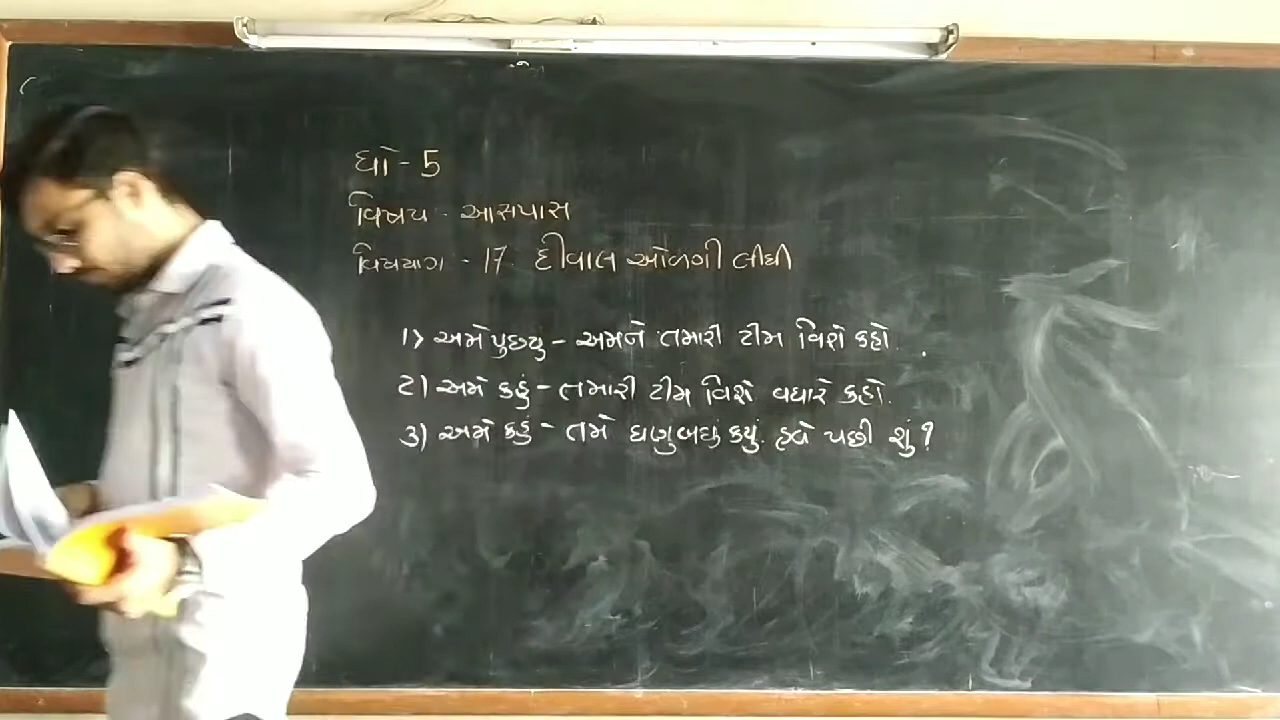 ધો - 5
વિષય - આસપાસ
વિષયાંગ - 17. દીવાલ ઓળંગી લીધી
1) અમે પુછ્યુ - અમને તમારી ટીમ વિશે કહો.
2) અમે કહ્યું - તમારી ટીમ વિશે વધારે કહો.
3) અમે કહ્યું - તમે ઘણુબધું કર્યું. હવે પછી શું?